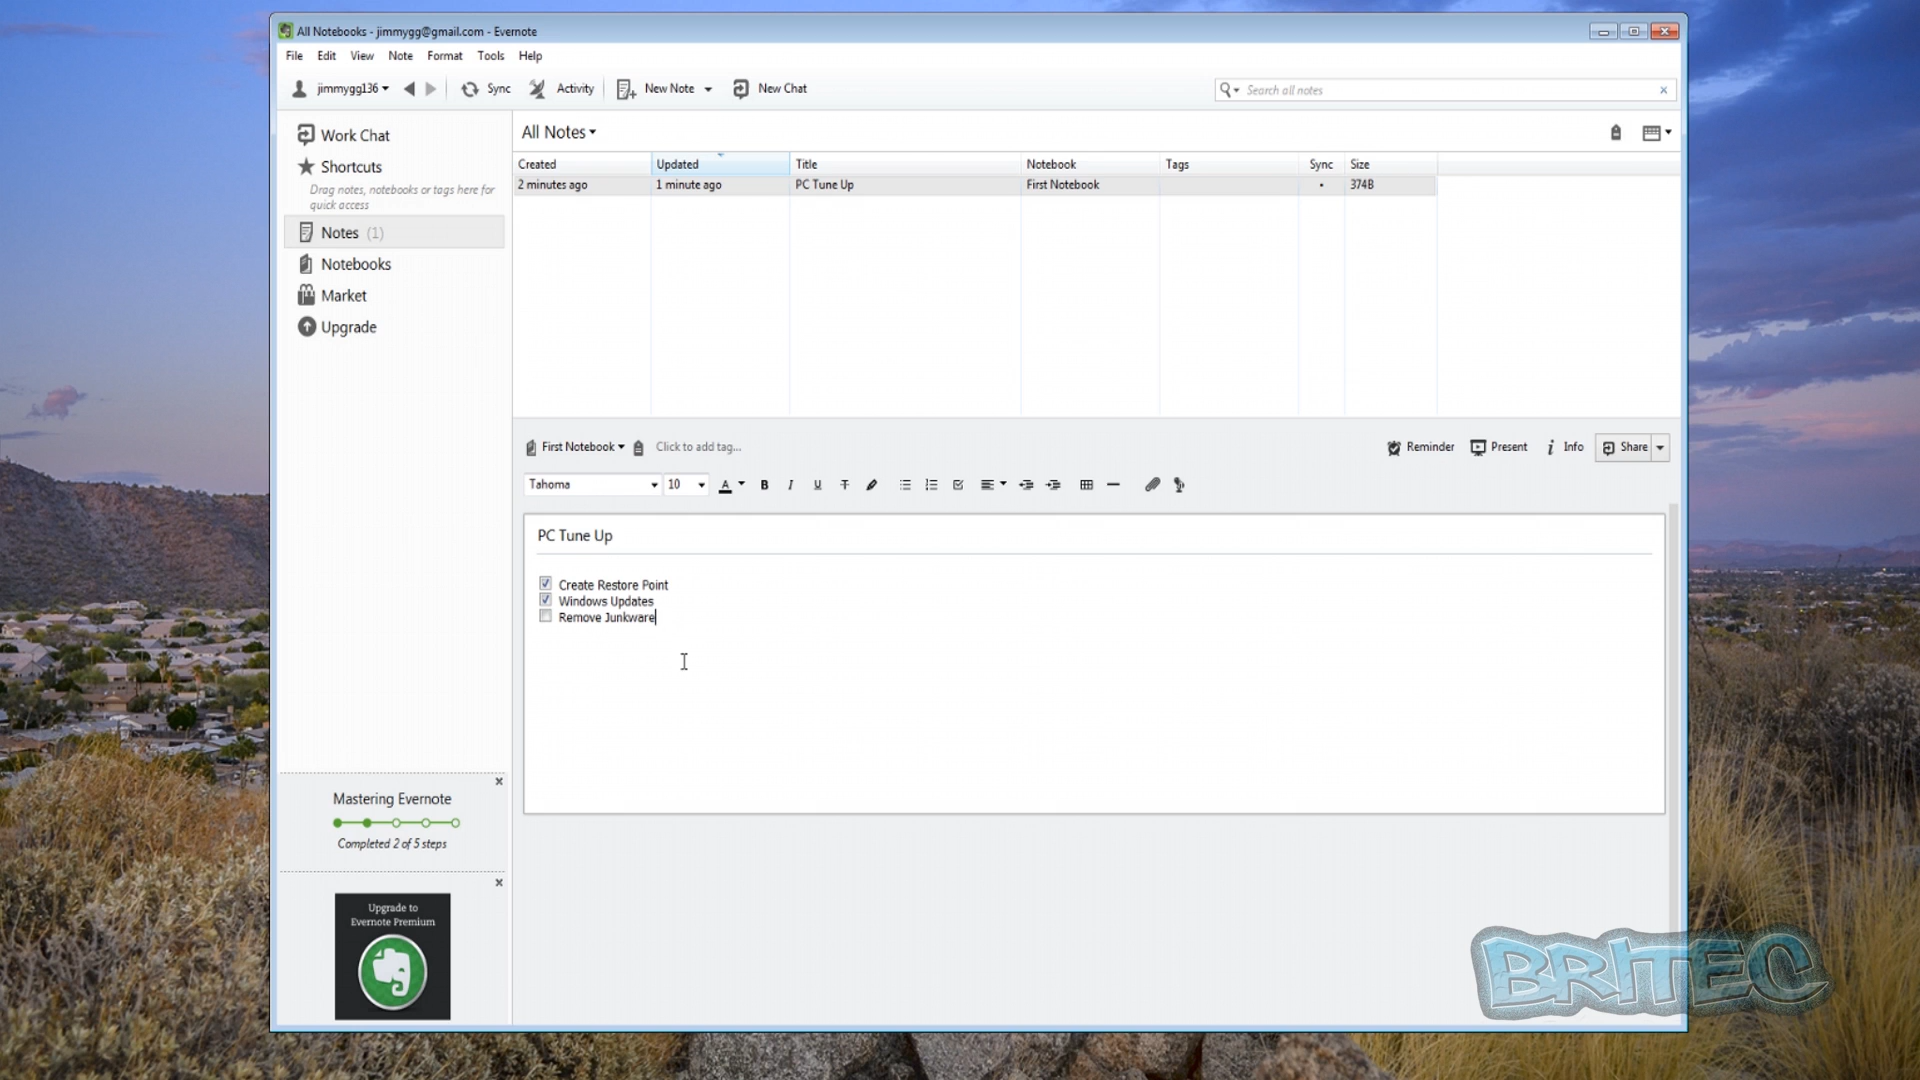 All Notebooks - jimmygg@gmail.com - Evernote
File Edit View Note Format Tools Help
jimmygg136 Sync Activity New Note New Chat Search all notes
Work Chat
Shortcuts
Drag notes, notebooks or tags here for
quick access
Notes (1)
Notebooks
Market
Upgrade
All Notes
Created Updated Title Notebook Tags Sync Size
2 minutes ago 1 minute ago PC Tune Up First Notebook • 374B
First Notebook Click to add tag... Reminder Present i Info Share
Tahoma 10 A B I U T
PC Tune Up
Create Restore Point
Windows Updates
Remove Junkware
Mastering Evernote
Completed 2 of 5 steps
Upgrade to
Evernote Premium
BRITEC